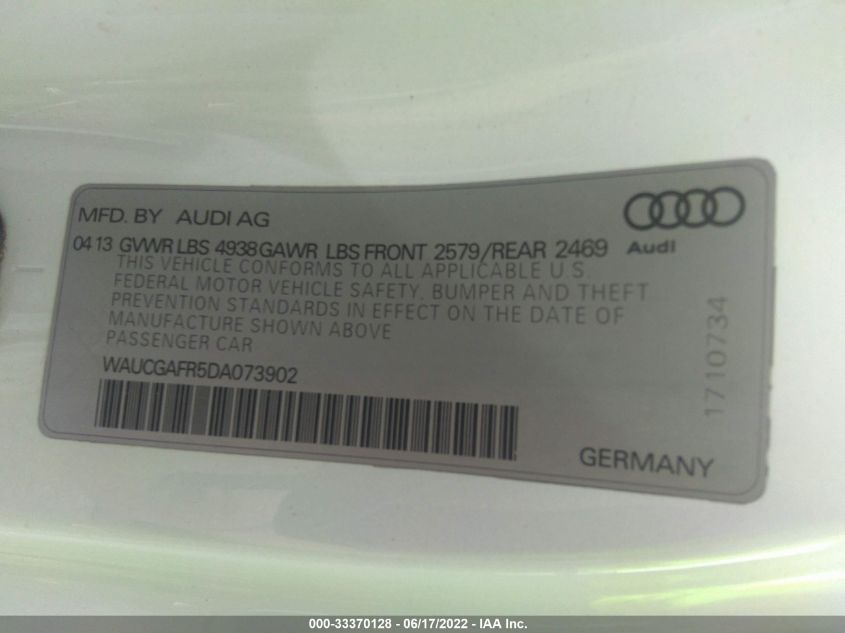 MFD. BY AUDI AG
Audi
04 13 GVWR LBS 4938 GAWR LBS FRONT 2579/REAR 2469
THIS VEHICLE CONFORMS TO ALL APPLICABLE U.S.
FEDERAL MOTOR VEHICLE SAFETY, BUMPER AND THEFT
PREVENTION STANDARDS IN EFFECT ON THE DATE OF
MANUFACTURE SHOWN ABOVE
PASSENGER CAR
WAUCGAFR5DA073902
1710734
GERMANY
000-33370128 - 06/17/2022 - IAA Inc.